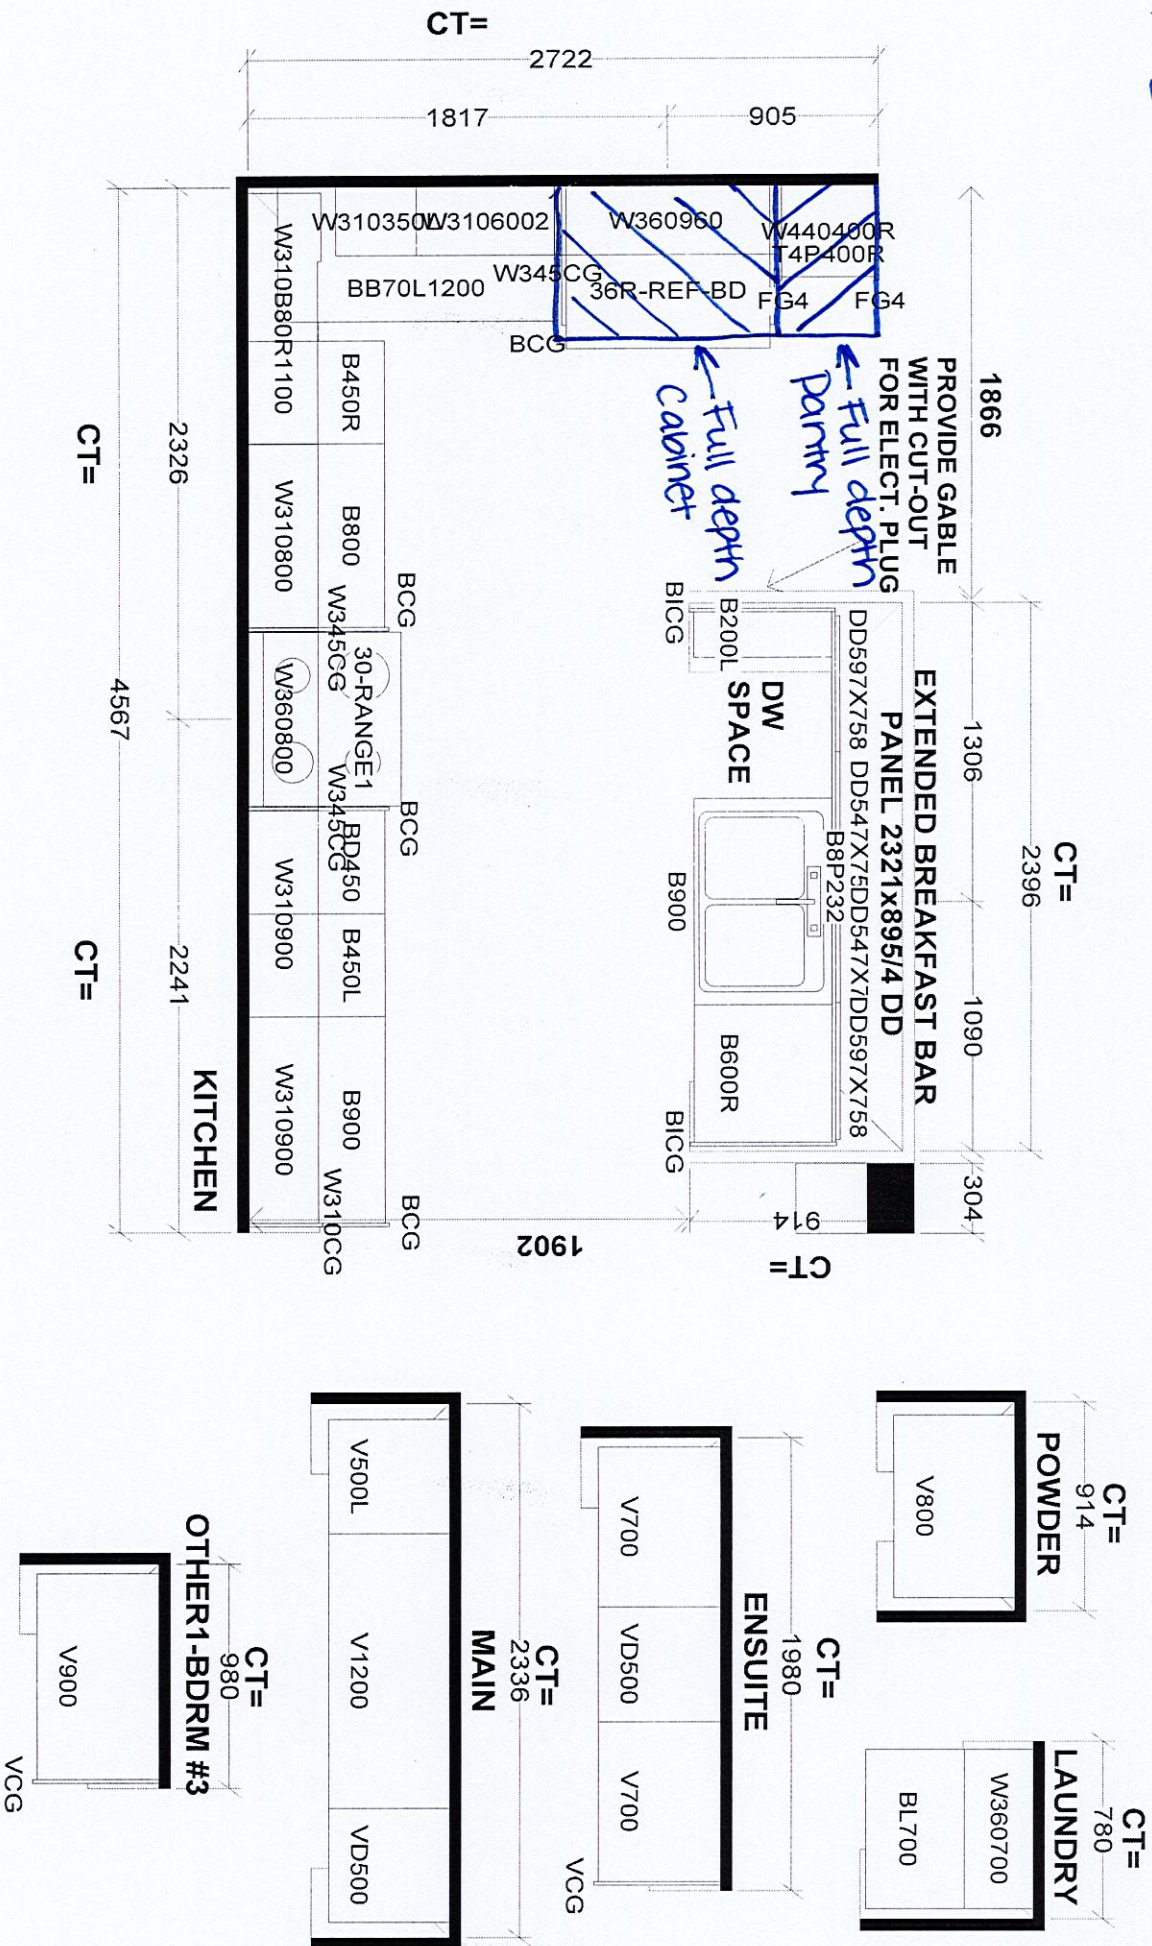 CT=
2722
1817
905
W310350L
W3106002
W360960
W440400R
T4P400R
W345CG
BB70L1200
36R-REF-BD
FG4
FG4
BCG
W310B80R1100
B450R
← Full depth
Pantry
← Full depth
Cabinet
1866
PROVIDE GABLE
WITH CUT-OUT
FOR ELECT. PLUG
CT=
2326
4567
W310800
B800
BCG
W345CG
30-RANGE1
W360800
W345CG
BCG
BD450
W310900
B450L
CT=
2241
W310900
B900
BCG
W310CG
KITCHEN
BICG
B200L
DW
SPACE
DD597X758
DD547X75
DD547X7
DD597X758
EXTENDED BREAKFAST BAR
PANEL 2321x895/4 DD
1306
CT=
2396
1090
B8P232
B900
B600R
BICG
304
914
1902
CT=
CT=
914
POWDER
V800
CT=
780
LAUNDRY
W360700
BL700
CT=
1980
ENSUITE
V700
VD500
V700
VCG
CT=
2336
MAIN
V500L
V1200
VD500
CT=
980
OTHER1-BDRM #3
V900
VCG